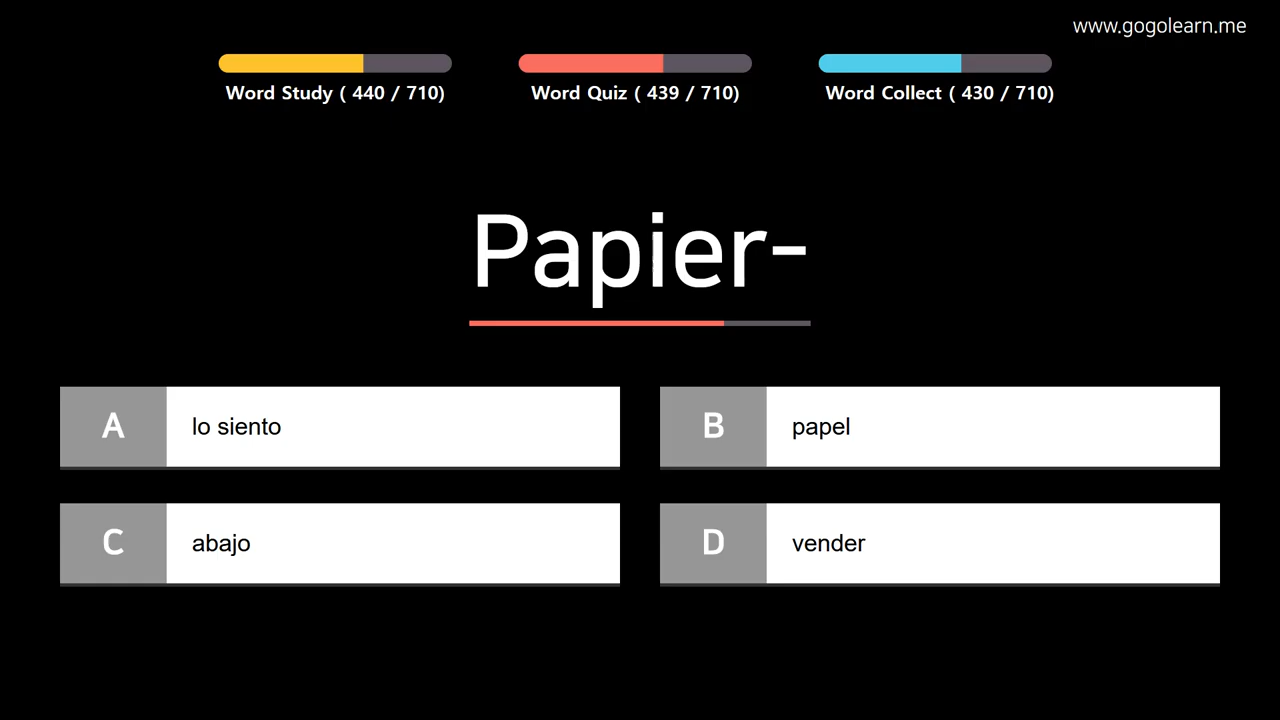 www.gogolearn.me
Word Study ( 440 / 710)
Word Quiz ( 439 / 710)
Word Collect ( 430 / 710)
Papier-
A lo siento
B papel
C abajo
D vender